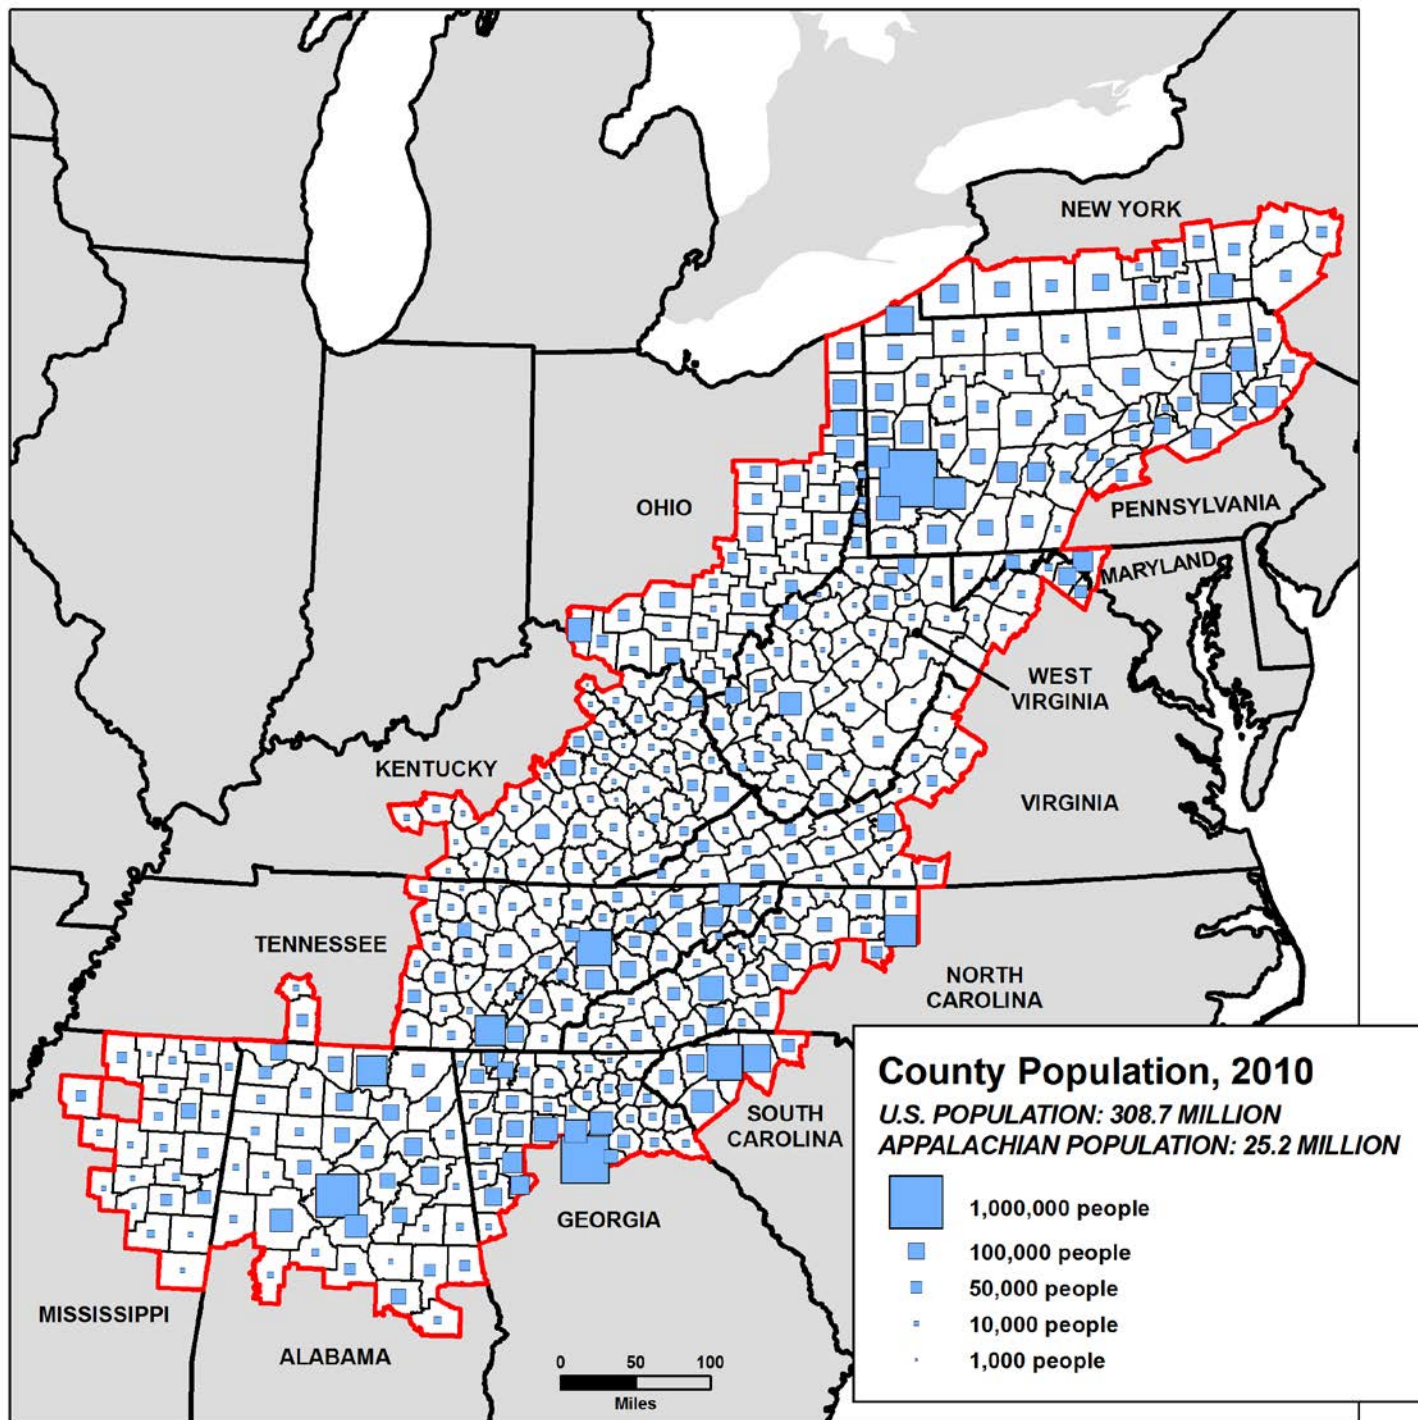 NEW YORK
OHIO
PENNSYLVANIA
MARYLAND
WEST
VIRGINIA
KENTUCKY
VIRGINIA
TENNESSEE
NORTH
CAROLINA
SOUTH
CAROLINA
GEORGIA
MISSISSIPPI
ALABAMA
0 50 100
Miles
County Population, 2010
U.S. POPULATION: 308.7 MILLION
APPALACHIAN POPULATION: 25.2 MILLION
1,000,000 people
100,000 people
50,000 people
10,000 people
1,000 people